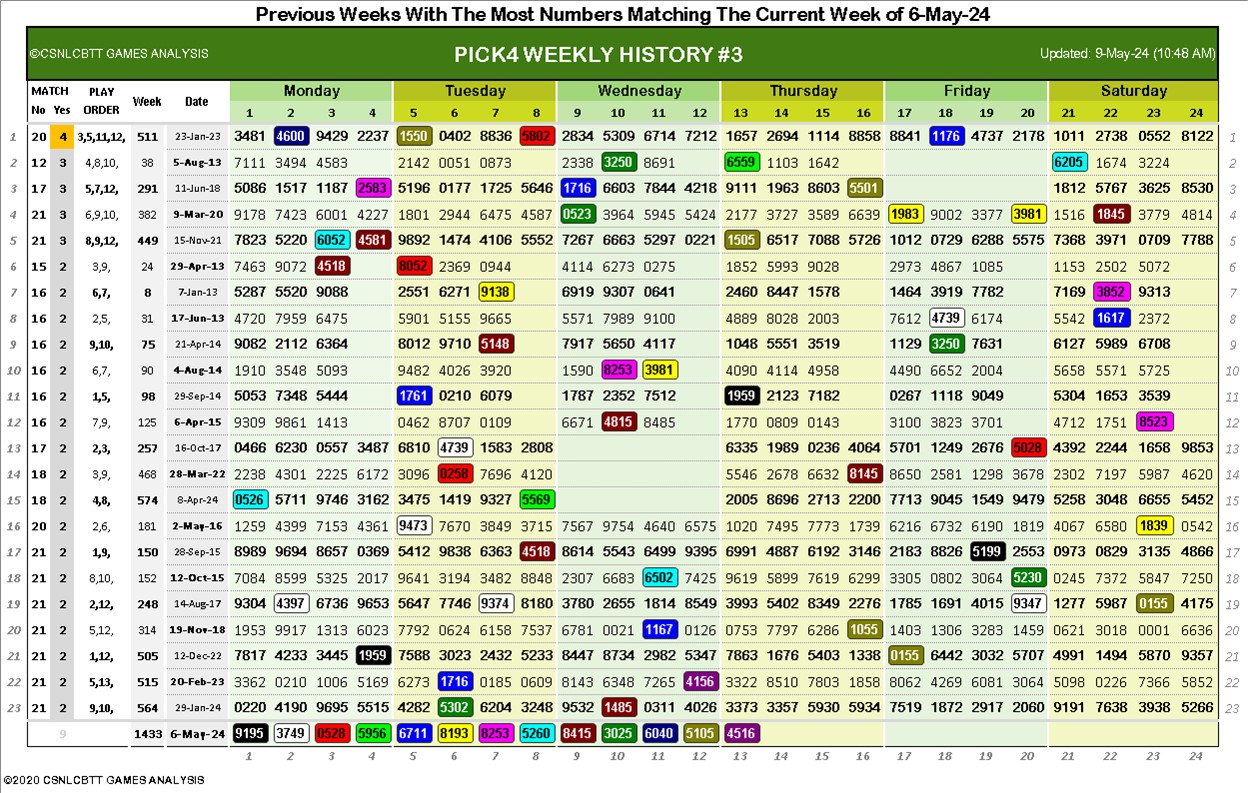 Previous Weeks With The Most Numbers Matching The Current Week of 6-May-24
©CSNLCBTT GAMES ANALYSIS PICK4 WEEKLY HISTORY #3 Updated: 9-May-24 (10:48 AM)
MATCH PLAY Week Date Monday Tuesday Wednesday Thursday Friday Saturday
No Yes ORDER 1 2 3 4 5 6 7 8 9 10 11 12 13 14 15 16 17 18 19 20 21 22 23 24
1 20 4 3,5,11,12, 511 23-Jan-23 3481 4600 9429 2237 1550 0402 8836 5802 2834 5309 6714 7212 1657 2694 1114 8858 8841 1176 4737 2178 1011 2738 0552 8122 1
2 12 3 4,8,10, 38 5-Aug-13 7111 3494 4583 2142 0051 0873 2338 3250 8691 6559 1103 1642 6205 1674 3224 2
3 17 3 5,7,12, 291 11-Jun-18 5086 1517 1187 2583 5196 0177 1725 5646 1716 6603 7844 4218 9111 1963 8603 5501 1812 5767 3625 8530 3
4 21 3 6,9,10, 382 9-Mar-20 9178 7423 6001 4227 1801 2944 6475 4587 0523 3964 5945 5424 2177 3727 3589 6639 1983 9002 3377 3981 1516 1845 3779 4814 4
5 21 3 8,9,12, 449 15-Nov-21 7823 5220 6052 4581 9892 1474 4106 5552 7267 6663 5297 0221 1505 6517 7088 5726 1012 0729 6288 5575 7368 3971 0709 7788 5
6 15 2 3,9, 24 29-Apr-13 7463 9072 4518 8052 2369 0944 4114 6273 0275 1852 5993 9028 2973 4867 1085 1153 2502 5072 6
7 16 2 6,7, 8 7-Jan-13 5287 5520 9088 2551 6271 9138 6919 9307 0641 2460 8447 1578 1464 3919 7782 7169 3852 9313 7
8 16 2 2,5, 31 17-Jun-13 4720 7959 6475 5901 5155 9665 5571 7989 9100 4889 8028 2003 7612 4739 6174 5542 1617 2372 8
9 16 2 9,10, 75 21-Apr-14 9082 2112 6364 8012 9710 5148 7917 5650 4117 1048 5551 3519 1129 3250 7631 6127 5989 6708 9
10 16 2 6,7, 90 4-Aug-14 1910 3548 5093 9482 4026 3920 1590 8253 3981 4090 4114 4958 4490 6652 2004 5658 5571 5725 10
11 16 2 1,5, 98 29-Sep-14 5053 7348 5444 1761 0210 6079 1787 2352 7512 1959 2123 7182 0267 1118 9049 5304 1653 3539 11
12 16 2 7,9, 125 6-Apr-15 9309 9861 1413 0462 8707 0109 6671 4815 8485 1770 0809 0143 3100 3823 3701 4712 1751 8523 12
13 17 2 2,3, 257 16-Oct-17 0466 6230 0557 3487 6810 4739 1583 2808 6335 1989 0236 4064 5701 1249 2676 5028 4392 2244 1658 9853 13
14 18 2 3,9, 468 28-Mar-22 2238 4301 2225 6172 3096 0258 7696 4120 5546 2678 6632 8145 8650 2581 1298 3678 2302 7197 5987 4620 14
15 18 2 4,8, 574 8-Apr-24 0526 5711 9746 3162 3475 1419 9327 5569 2005 8696 2713 2200 7713 9045 1549 9479 5258 3048 6655 5452 15
16 20 2 2,6, 181 2-May-16 1259 4399 7153 4361 9473 7670 3849 3715 7567 9754 4640 6575 1020 7495 7773 1739 6216 6732 6190 1819 4067 6580 1839 0542 16
17 21 2 1,9, 150 28-Sep-15 8989 9694 8657 0369 5412 9838 6363 4518 8614 5543 6499 9395 6991 4887 6192 3146 2183 8826 5199 2553 0973 0829 3135 4866 17
18 21 2 8,10, 152 12-Oct-15 7084 8599 5325 2017 9641 3194 3482 8848 2307 6683 6502 7425 9619 5899 7619 6299 3305 0802 3064 5230 0245 7372 5847 7250 18
19 21 2 2,12, 248 14-Aug-17 9304 4397 6736 9653 5647 7746 9374 8180 3780 2655 1814 8549 3993 5402 8349 2276 1785 1691 4015 9347 1277 5987 0155 4175 19
20 21 2 5,12, 314 19-Nov-18 1953 9917 1313 6023 7792 0624 6158 7537 6781 0021 1167 0126 0753 7797 6286 1055 1403 1306 3283 1459 0621 3018 0001 6636 20
21 21 2 1,12, 505 12-Dec-22 7817 4233 3445 1959 7588 3023 2432 5233 8447 8734 2982 5347 7863 1676 5403 1338 0155 6442 3032 5707 4991 1494 5870 9357 21
22 21 2 5,13, 515 20-Feb-23 3362 0210 1006 5169 6273 1716 0185 0609 8143 6348 7265 4156 3322 8510 7803 1858 8062 4269 6081 3064 5098 0226 7366 5852 22
23 21 2 9,10, 564 29-Jan-24 0220 4190 9695 5515 4282 5302 6204 3248 9532 1485 0311 4026 3373 3357 5930 5934 7519 1872 2917 2060 9191 7638 3938 5266 23
9 1433 6-May-24 9195 3749 0528 5956 6711 8193 8253 5260 8415 3025 6040 5105 4516
1 2 3 4 5 6 7 8 9 10 11 12 13 14 15 16 17 18 19 20 21 22 23 24
©2020 CSNLCBTT GAMES ANALYSIS